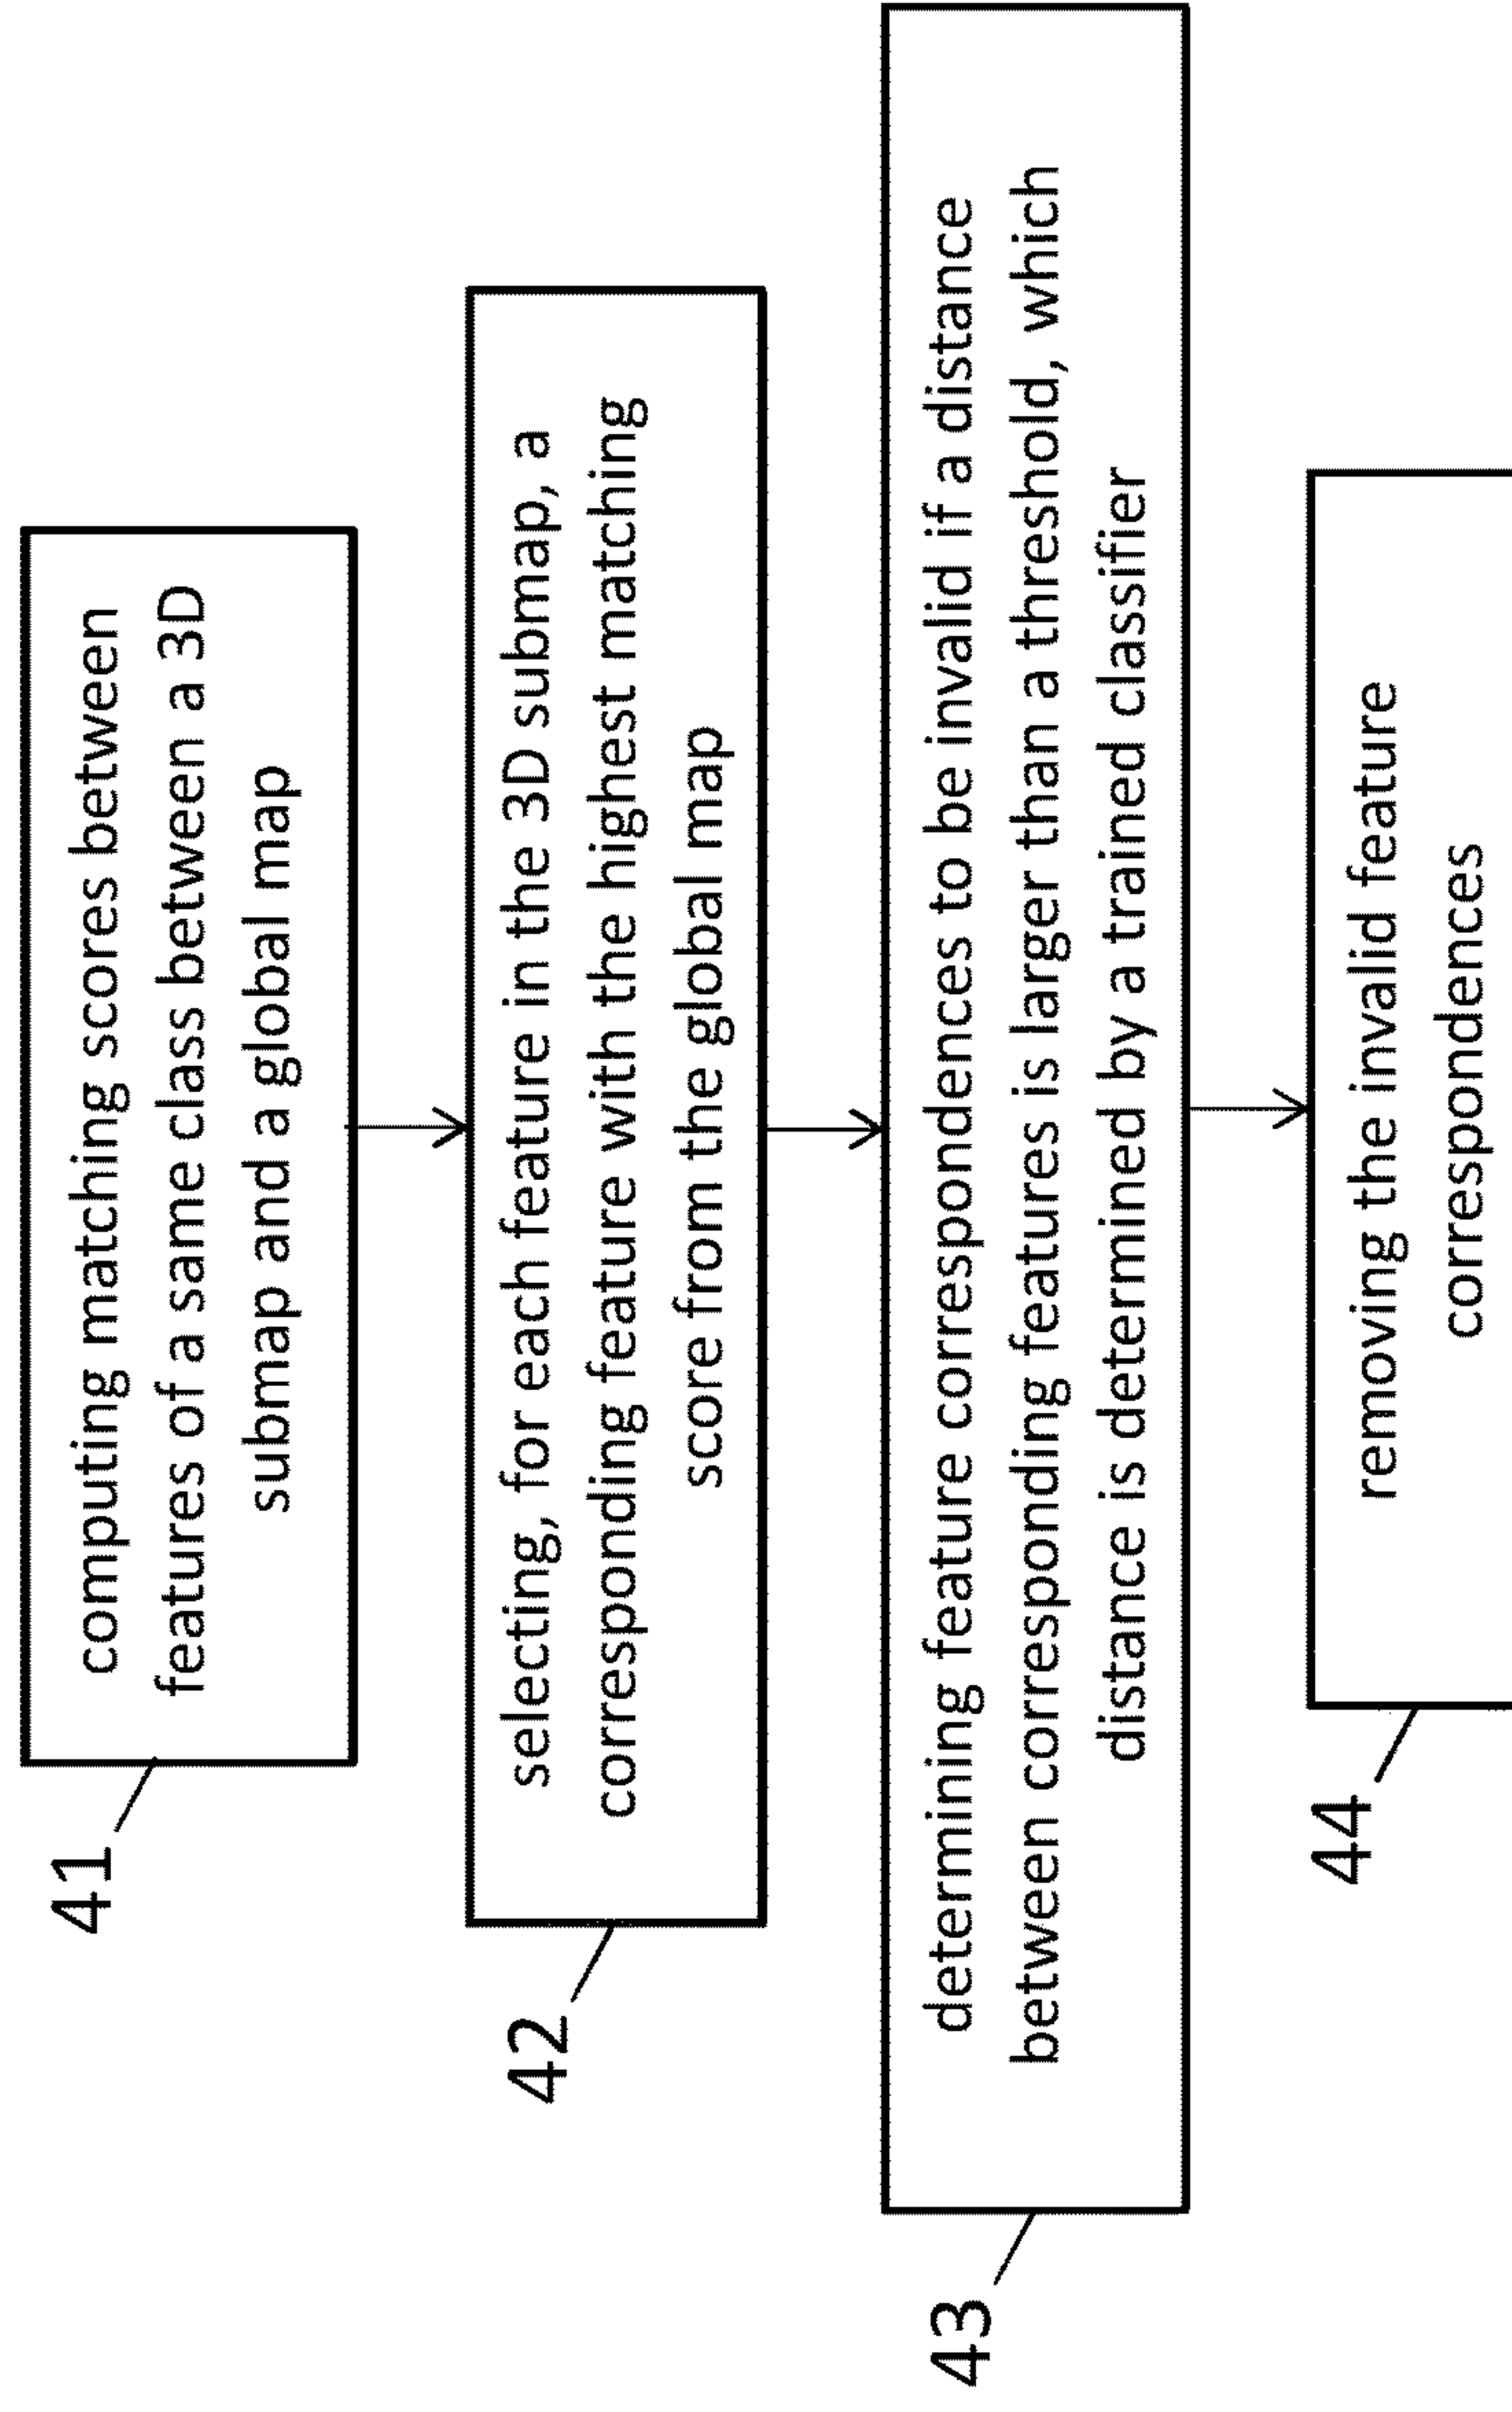 41
computing matching scores between
features of a same class between a 3D
submap and a global map
42
selecting, for each feature in the 3D submap, a
corresponding feature with the highest matching
score from the global map
43
determining feature correspondences to be invalid if a distance
between corresponding features is larger than a threshold, which
distance is determined by a trained classifier
44
removing the invalid feature
correspondences